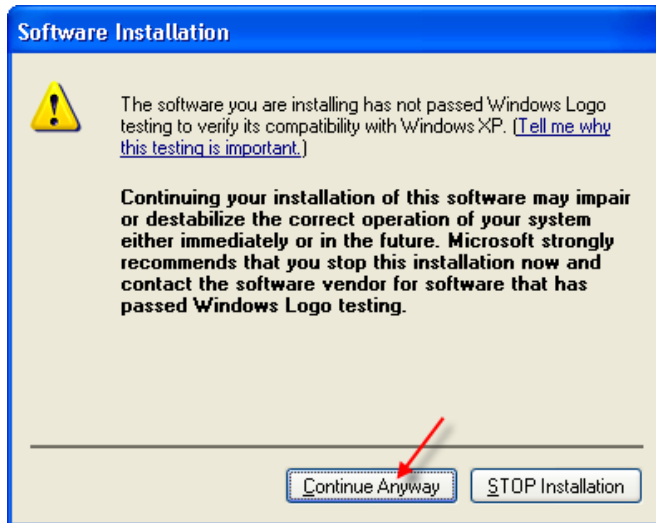 Software Installation
The software you are installing has not passed Windows Logo
testing to verify its compatibility with Windows XP. (Tell me why
this testing is important.)
Continuing your installation of this software may impair
or destabilize the correct operation of your system
either immediately or in the future. Microsoft strongly
recommends that you stop this installation now and
contact the software vendor for software that has
passed Windows Logo testing.
Continue Anyway
STOP Installation